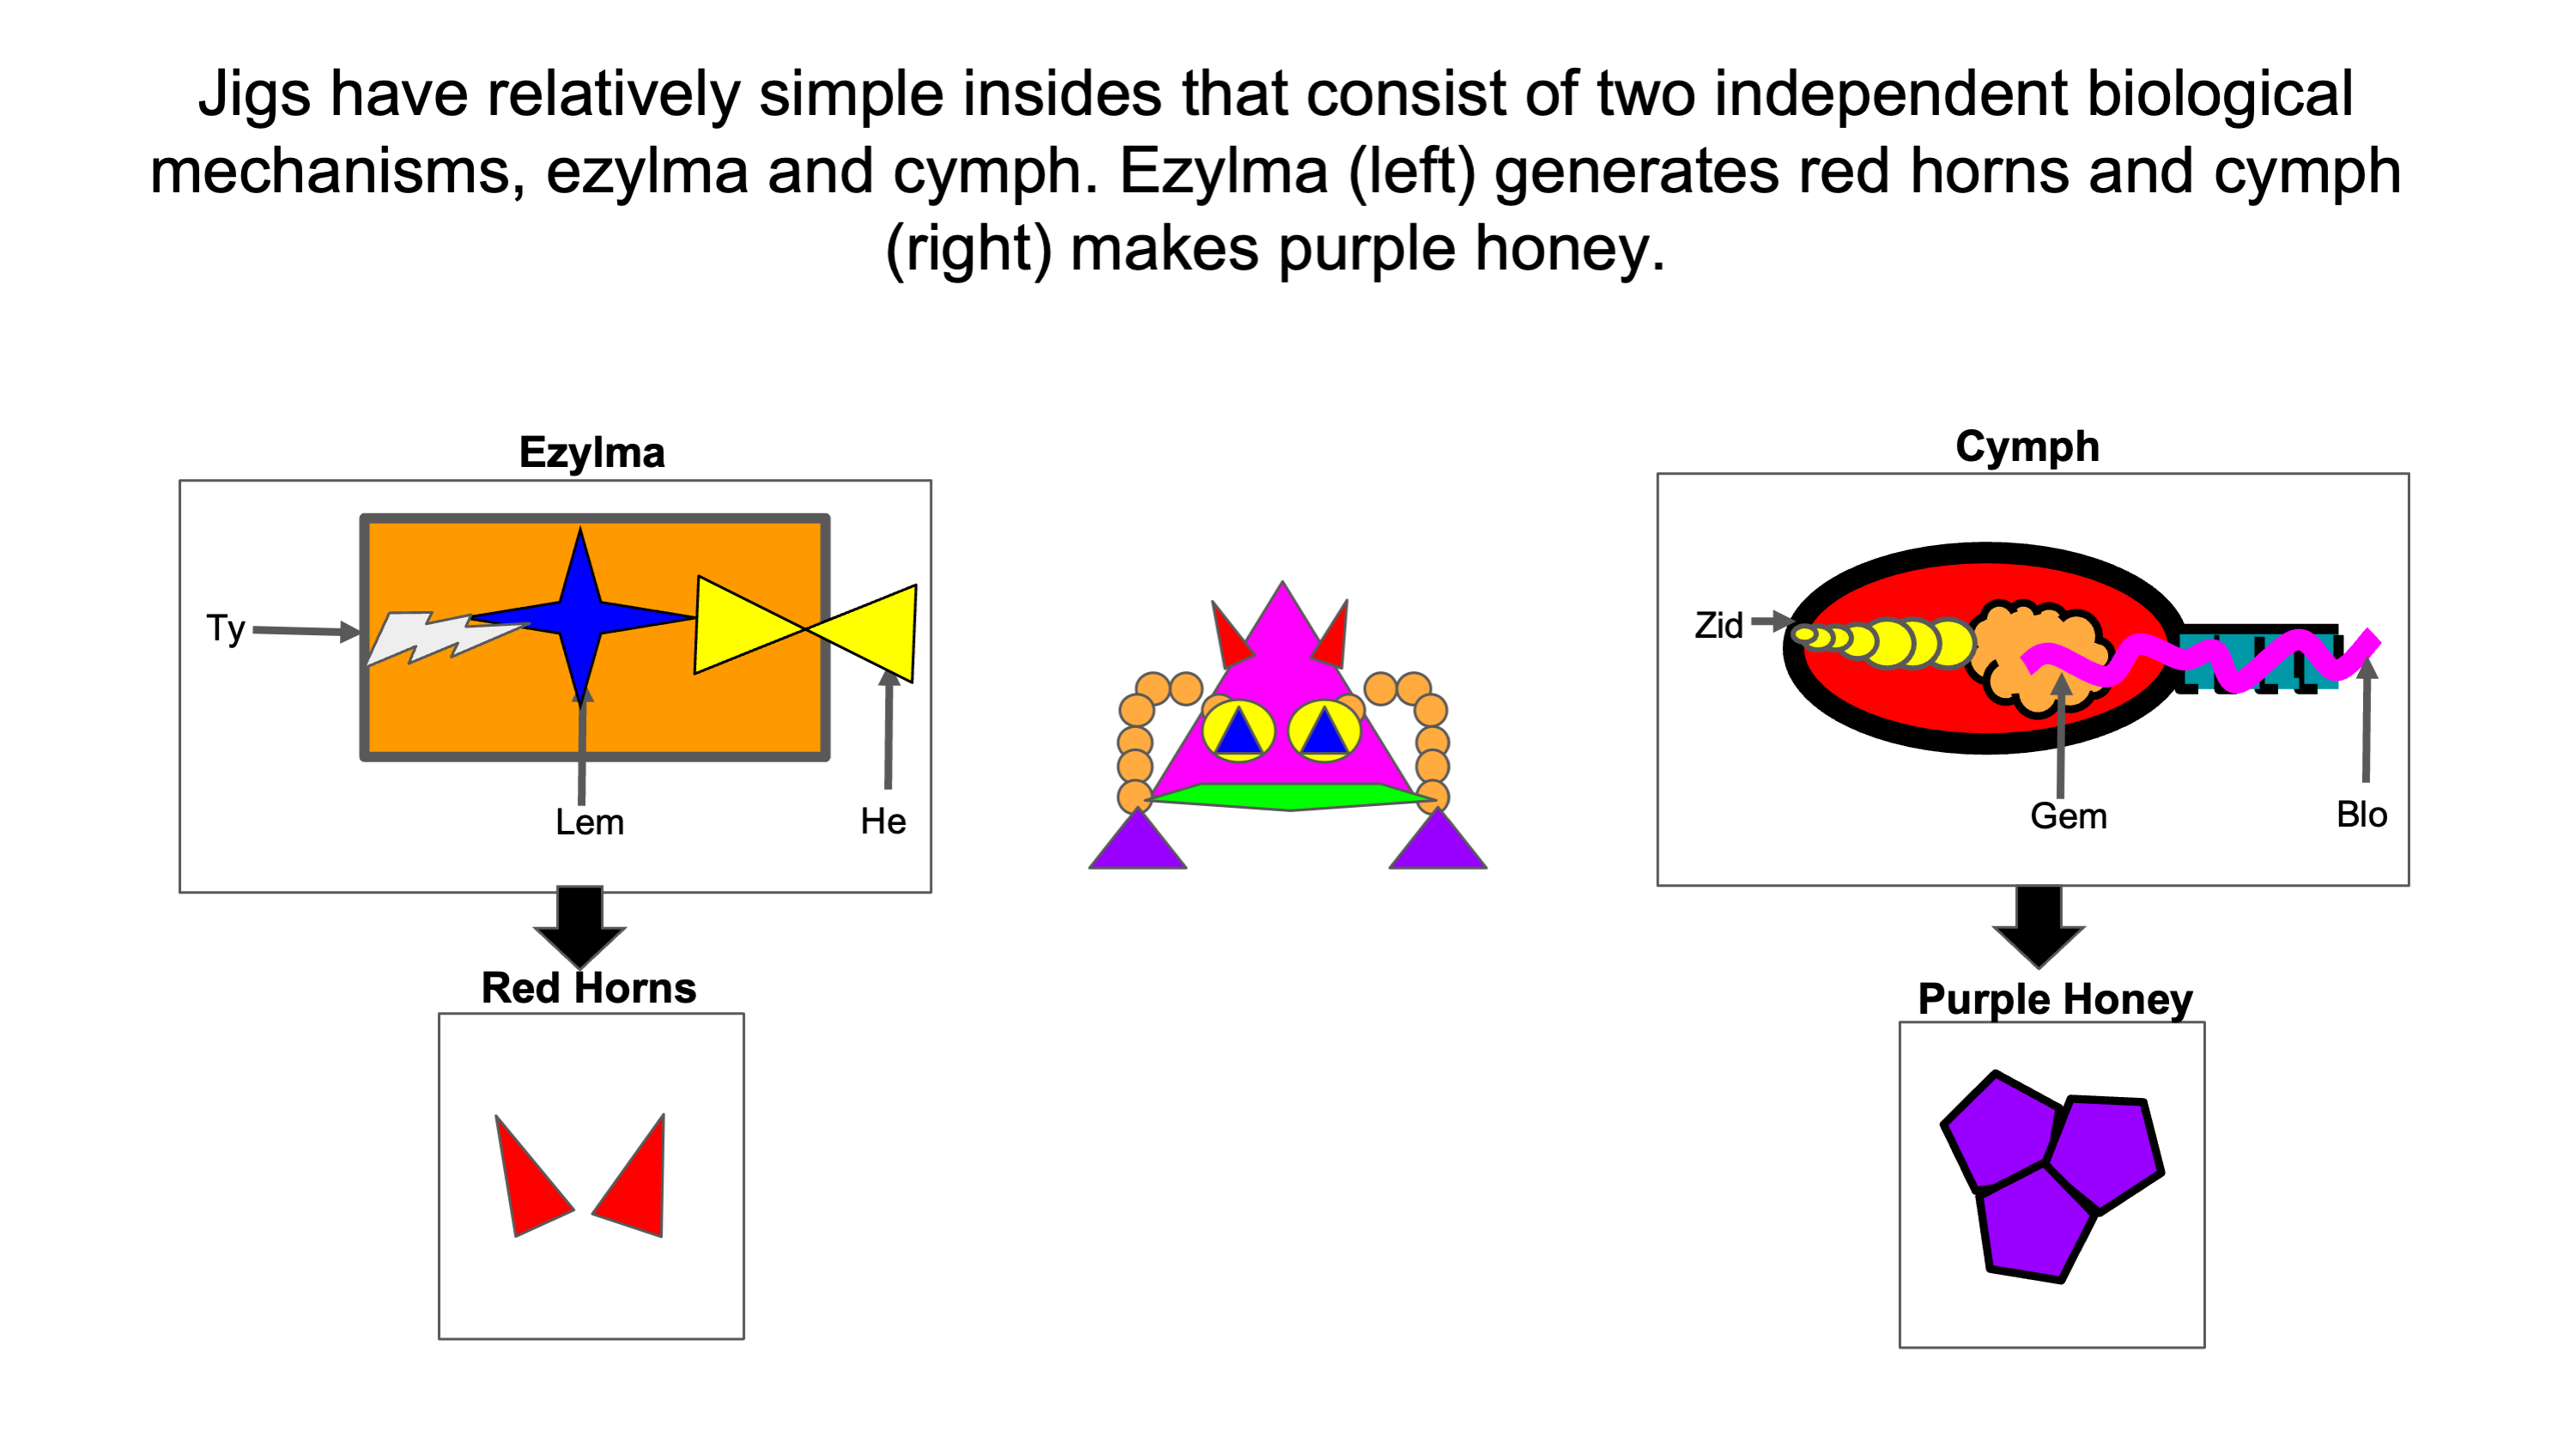 Jigs have relatively simple insides that consist of two independent biological
mechanisms, ezylma and cymph. Ezylma (left) generates red horns and cymph
(right) makes purple honey.
Ezylma
Ty
Lem
He
Red Horns
Cymph
Zid
Gem
Blo
Purple Honey